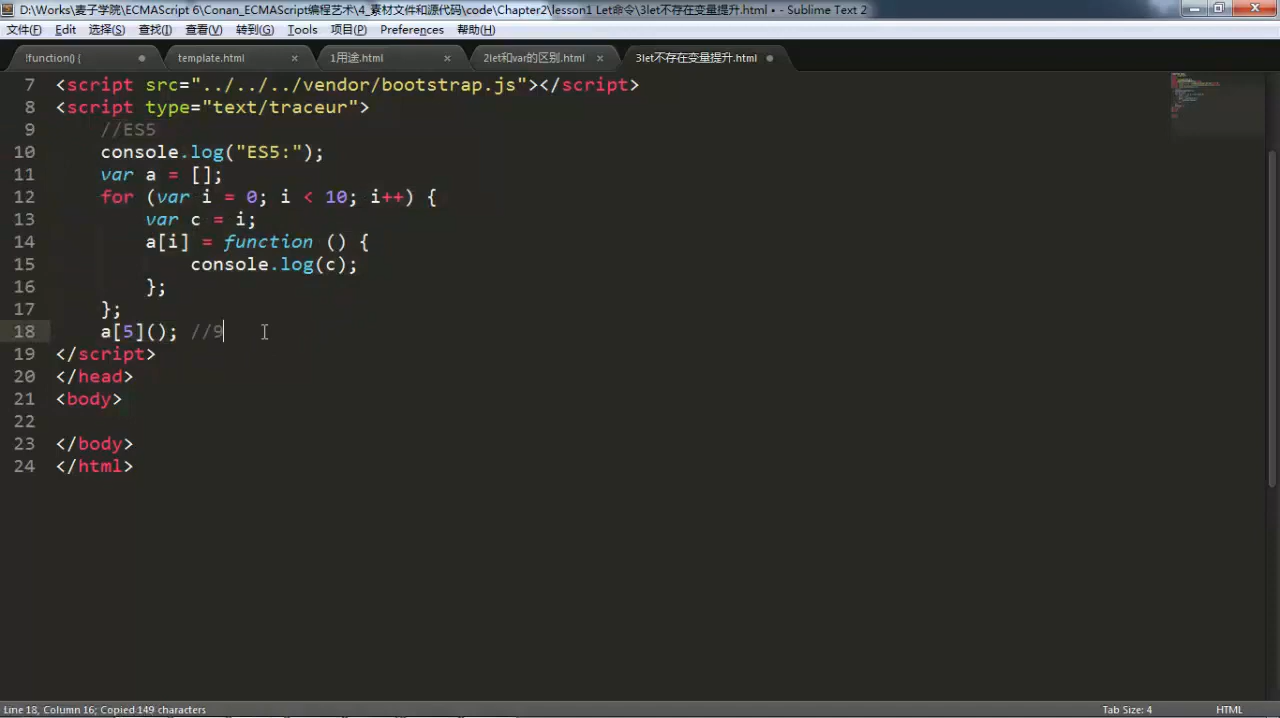 D:\Works\麦子学院\ECMAScript 6\Conan_ECMAScript编程艺术\4_素材文件和源代码\code\Chapter2\lesson1 Let命令\3let不存在变量提升.html • - Sublime Text 2
文件(F) Edit 选择(S) 查找(I) 查看(V) 转到(G) Tools 项目(P) Preferences 帮助(H)
!function() { template.html × 1用途.html × 2let和var的区别.html × 3let不存在变量提升.html
7 <script src="../../../vendor/bootstrap.js"></script>
8 <script type="text/traceur">
9 //ES5
10 console.log("ES5:");
11 var a = [];
12 for (var i = 0; i < 10; i++) {
13 var c = i;
14 a[i] = function () {
15 console.log(c);
16 };
17 };
18 a[5](); //9
19 </script>
20 </head>
21 <body>
22
23 </body>
24 </html>
Line 18, Column 16; Copied 149 characters Tab Size: 4 HTML